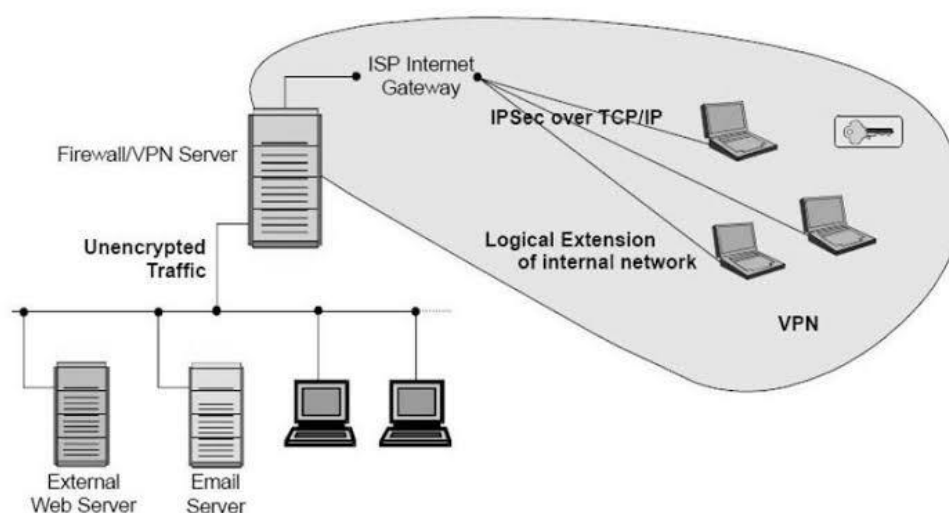 ISP Internet
Gateway
IPSec over TCP/IP
Firewall/VPN Server
Unencrypted
Traffic
Logical Extension
of internal network
VPN
External
Web Server
Email
Server